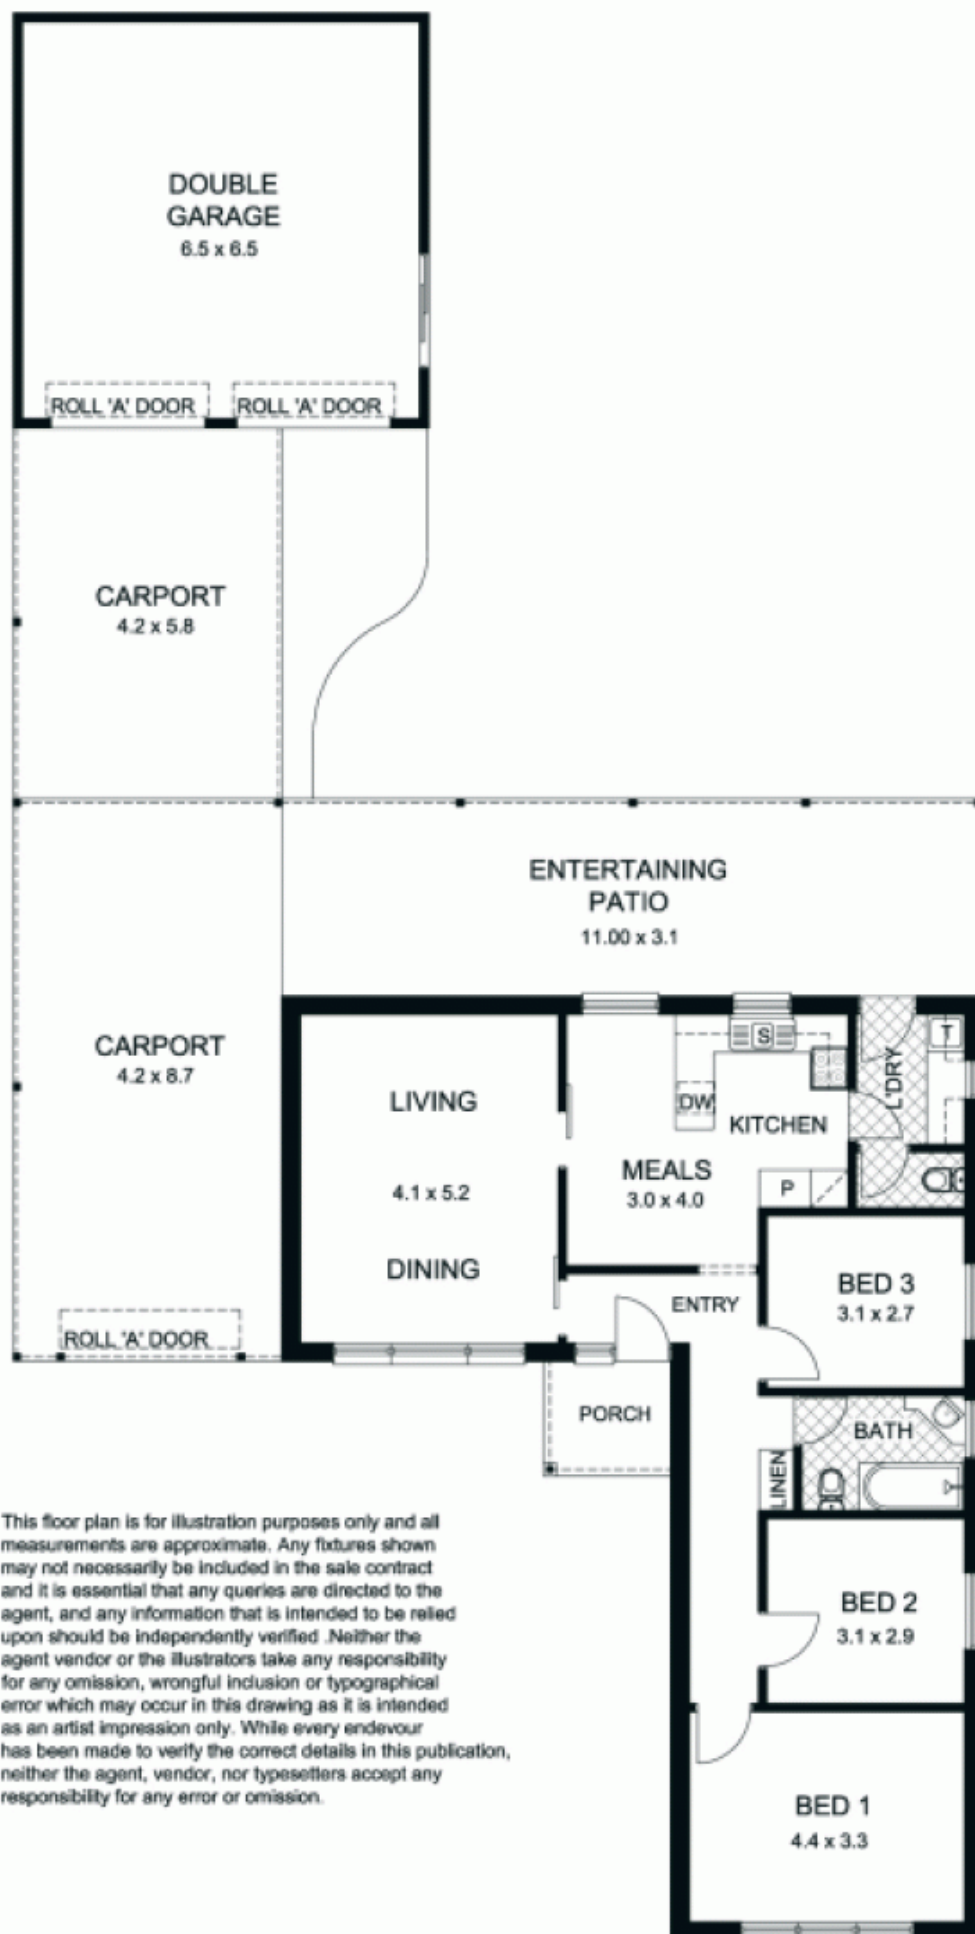 DOUBLE
GARAGE
6.5 x 6.5
ROLL 'A' DOOR
ROLL 'A' DOOR
CARPORT
4.2 x 5.8
ENTERTAINING
PATIO
11.00 x 3.1
CARPORT
4.2 x 8.7
ROLL 'A' DOOR
LIVING
4.1 x 5.2
DINING
S
DW
KITCHEN
MEALS
3.0 x 4.0
P
T
L'DRY
ENTRY
BED 3
3.1 x 2.7
PORCH
BATH
LINEN
BED 2
3.1 x 2.9
BED 1
4.4 x 3.3
This floor plan is for illustration purposes only and all
measurements are approximate. Any fixtures shown
may not necessarily be included in the sale contract
and it is essential that any queries are directed to the
agent, and any information that is intended to be relied
upon should be independently verified .Neither the
agent vendor or the illustrators take any responsibility
for any omission, wrongful inclusion or typographical
error which may occur in this drawing as it is intended
as an artist impression only. While every endevour
has been made to verify the correct details in this publication,
neither the agent, vendor, nor typesetters accept any
responsibility for any error or omission.